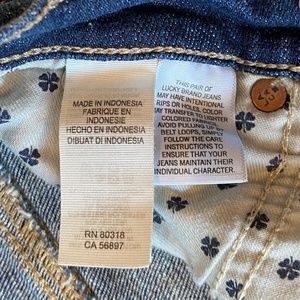 MADE IN INDONESIA
FABRIQUE EN
INDONESIE
HECHO EN INDONESIA
DIBUAT DI INDONESIA
RN 80318
CA 56897
THIS PAIR OF
LUCKY BRAND JEANS
MAY HAVE INTENTIONAL
RIPS OR HOLES, COLOR
MAY TRANSFER TO LIGHTER
COLORED FABRICS.
AVOID PULLING UP BY
BELT LOOPS, SIMPLY
FOLLOW THE CARE
INSTRUCTIONS TO
ENSURE THAT YOUR
JEANS MAINTAIN THEIR
INDIVIDUAL CHARACTER.